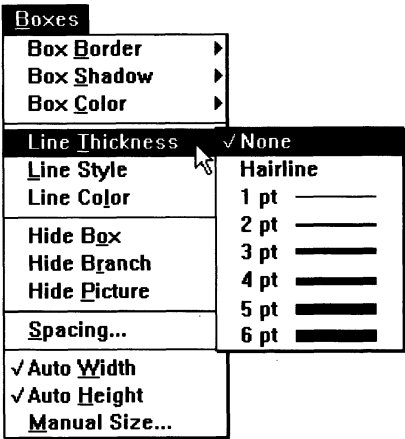 Boxes
Box Border
Box Shadow
Box Color
Line Thickness
Line Style
Line Color
Hide Box
Hide Branch
Hide Picture
Spacing...
√ Auto Width
√ Auto Height
Manual Size...
√ None
Hairline
1 pt
2 pt
3 pt
4 pt
5 pt
6 pt